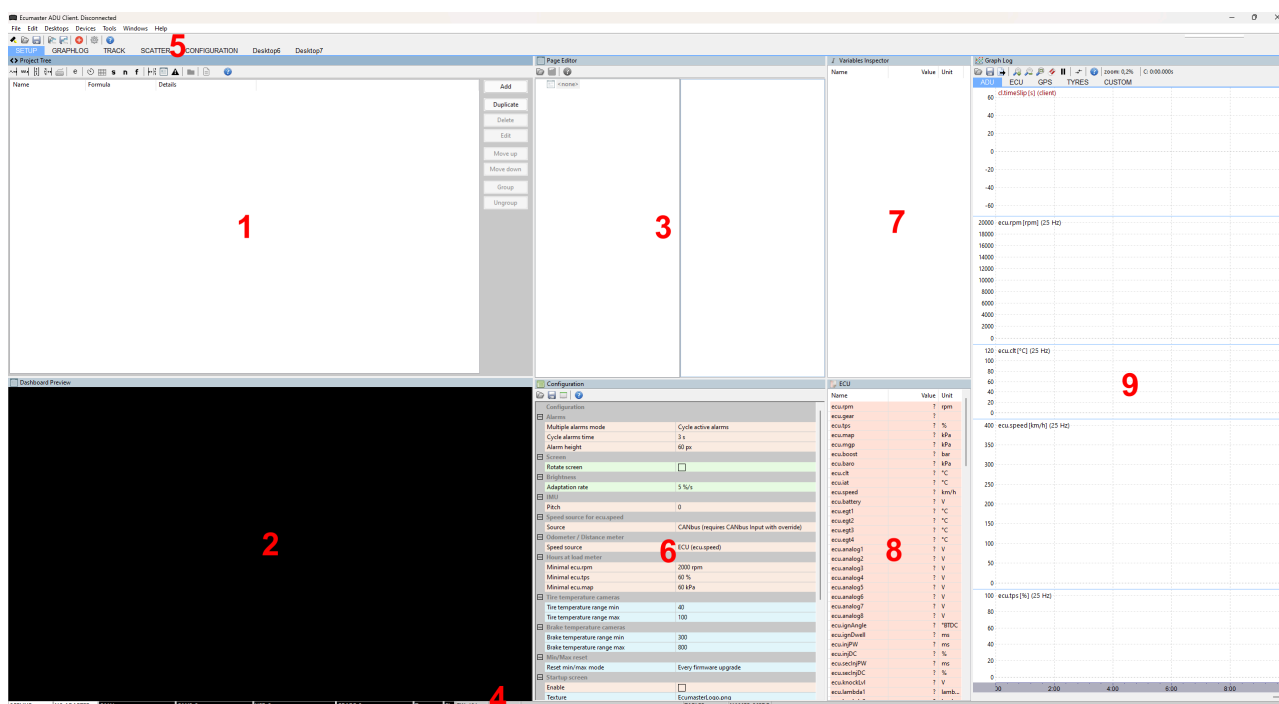 Ecumaster ADU Client. Disconnected
File Edit Desktops Devices Tools Windows Help
5
SETUP GRAPHLOG TRACK SCATTER CONFIGURATION Desktop6 Desktop7
Project Tree
e s n f
Name Formula Details
Add
Duplicate
Delete
Edit
Move up
Move down
Group
Ungroup
1
Page Editor
<none>
3
Variables Inspector
Name Value Unit
7
Graph Log
zoom: 0,2% C: 0:00.000s
ADU ECU GPS TYRES CUSTOM
cl.timeSlip [s] (client)
60
40
20
0
-20
-40
-60
20000 ecu.rpm [rpm] (25 Hz)
18000
16000
14000
12000
10000
8000
6000
4000
2000
0
120 ecu.clt [°C] (25 Hz)
100
80
60
40
20
0
9
400 ecu.speed [km/h] (25 Hz)
350
300
250
200
150
100
50
0
100 ecu.tps [%] (25 Hz)
80
60
40
20
0
2:00 4:00 6:00 8:00
Dashboard Preview
2
4
Configuration
Configuration
Alarms
Multiple alarms mode Cycle active alarms
Cycle alarms time 3 s
Alarm height 60 px
Screen
Rotate screen
Brightness
Adaptation rate 5 %/s
IMU
Pitch 0
Speed source for ecu.speed
Source CANbus (requires CANbus Input with override)
Odometer / Distance meter
Speed source ECU (ecu.speed)
Hours at load meter
Minimal ecu.rpm 2000 rpm
Minimal ecu.tps 60 %
Minimal ecu.map 60 kPa
Tire temperature cameras
Tire temperature range min 40
Tire temperature range max 100
Brake temperature cameras
Brake temperature range min 300
Brake temperature range max 800
Min/Max reset
Reset min/max mode Every firmware upgrade
Startup screen
Enable
Texture EcumasterLogo.png
6
ECU
Name Value Unit
ecu.rpm ? rpm
ecu.gear ?
ecu.tps ? %
ecu.map ? kPa
ecu.mgp ? kPa
ecu.boost ? bar
ecu.baro ? kPa
ecu.clt ? °C
ecu.iat ? °C
ecu.speed ? km/h
ecu.battery ? V
ecu.egt1 ? °C
ecu.egt2 ? °C
ecu.egt3 ? °C
ecu.egt4 ? °C
ecu.analog1 ? V
ecu.analog2 ? V
ecu.analog3 ? V
ecu.analog4 ? V
ecu.analog5 ? V
ecu.analog6 ? V
ecu.analog7 ? V
ecu.analog8 ? V
ecu.ignAngle ? °BTDC
ecu.ignDwell ? ms
ecu.injPW ? ms
ecu.injDC ? %
ecu.secInjPW ? ms
ecu.secInjDC ? %
ecu.knockLvl ? V
ecu.lambda1 ? lamb...
8